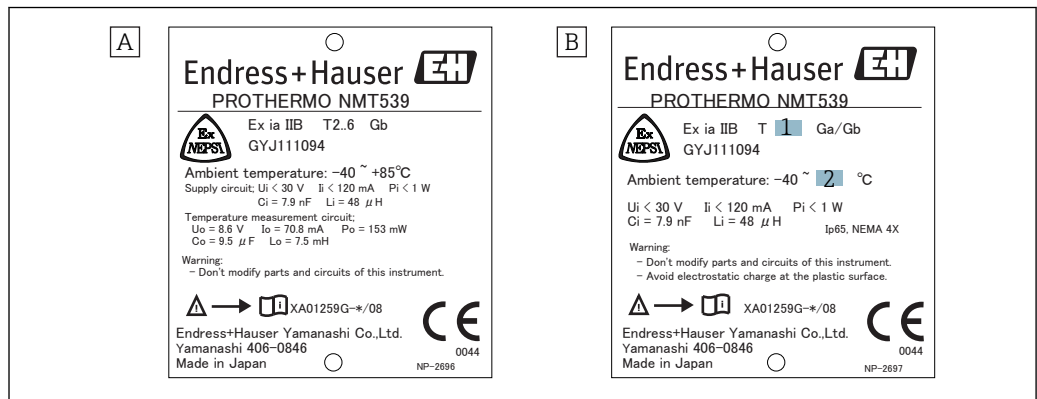 A
Endress+Hauser EH
PROTHERMO NMT539
Ex NEPSI
Ex ia IIB T2..6 Gb
GYJ111094
Ambient temperature: -40 ~ +85℃
Supply circuit; Ui < 30 V Ii < 120 mA Pi < 1 W
Ci = 7.9 nF Li = 48 μH
Temperature measurement circuit;
Uo = 8.6 V Io = 70.8 mA Po = 153 mW
Co = 9.5 μF Lo = 7.5 mH
Warning:
- Don't modify parts and circuits of this instrument.
XA01259G-*/08
CE
Endress+Hauser Yamanashi Co.,Ltd.
Yamanashi 406-0846
0044
Made in Japan
NP-2696
B
Endress+Hauser EH
PROTHERMO NMT539
Ex NEPSI
Ex ia IIB T 1 Ga/Gb
GYJ111094
Ambient temperature: -40 ~ 2 ℃
Ui < 30 V Ii < 120 mA Pi < 1 W
Ci = 7.9 nF Li = 48 μH
Ip65, NEMA 4X
Warning:
- Don't modify parts and circuits of this instrument.
- Avoid electrostatic charge at the plastic surface.
XA01259G-*/08
CE
Endress+Hauser Yamanashi Co.,Ltd.
Yamanashi 406-0846
0044
Made in Japan
NP-2697